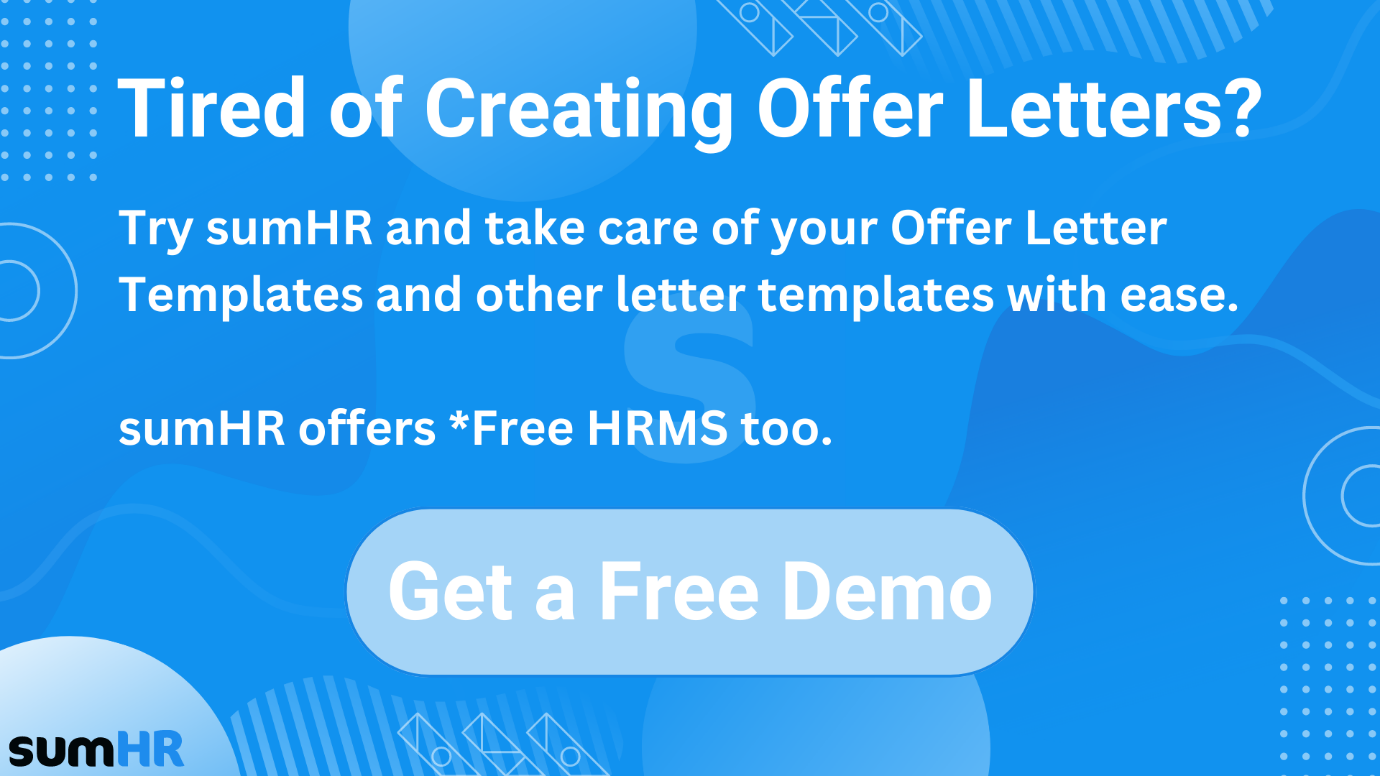 Tired of Creating Offer Letters?
Try sumHR and take care of your Offer Letter
Templates and other letter templates with ease.
s
sumHR offers *Free HRMS too.
Get a Free Demo
sumHR